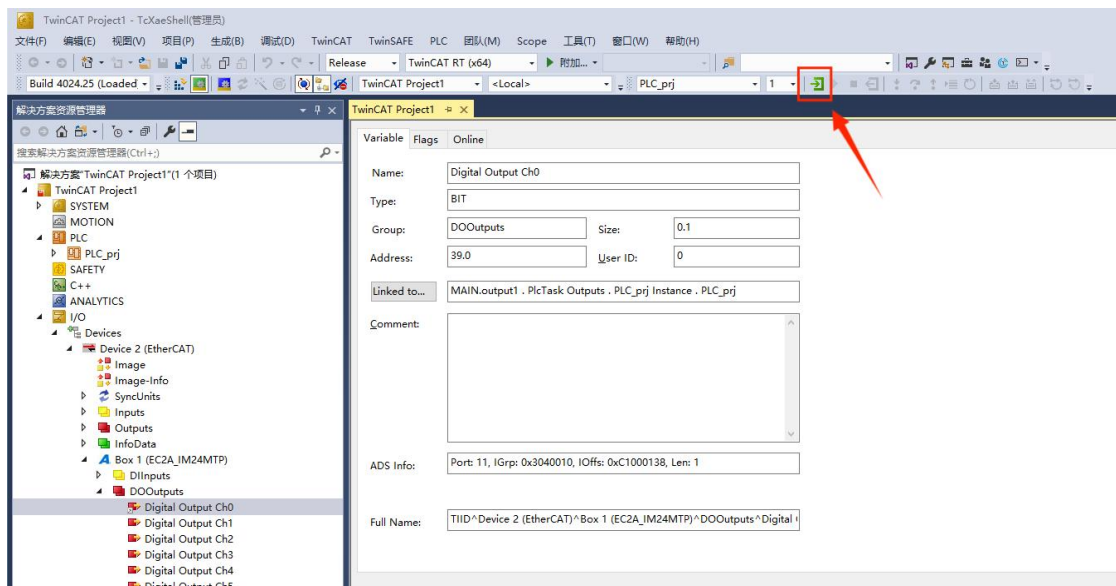 TwinCAT Project1 - TcXaeShell(管理员)
文件(F) 编辑(E) 视图(V) 项目(P) 生成(B) 调试(D) TwinCAT TwinSAFE PLC 团队(M) Scope 工具(T) 窗口(W) 帮助(H)
Release TwinCAT RT (x64) 附加...
Build 4024.25 (Loaded) TwinCAT Project1 <Local> PLC_prj 1
解决方案资源管理器
TwinCAT Project1
搜索解决方案资源管理器(Ctrl+;)
解决方案"TwinCAT Project1"(1 个项目)
TwinCAT Project1
SYSTEM
MOTION
PLC
PLC_prj
SAFETY
C++
ANALYTICS
I/O
Devices
Device 2 (EtherCAT)
Image
Image-Info
SyncUnits
Inputs
Outputs
InfoData
Box 1 (EC2A_IM24MTP)
DIInputs
DOOutputs
Digital Output Ch0
Digital Output Ch1
Digital Output Ch2
Digital Output Ch3
Digital Output Ch4
Digital Output Ch5
Variable Flags Online
Name: Digital Output Ch0
Type: BIT
Group: DOOutputs Size: 0.1
Address: 39.0 User ID: 0
Linked to... MAIN.output1 . PlcTask Outputs . PLC_prj Instance . PLC_prj
Comment:
ADS Info: Port: 11, IGrp: 0x3040010, IOffs: 0xC1000138, Len: 1
Full Name: TIID^Device 2 (EtherCAT)^Box 1 (EC2A_IM24MTP)^DOOutputs^Digital